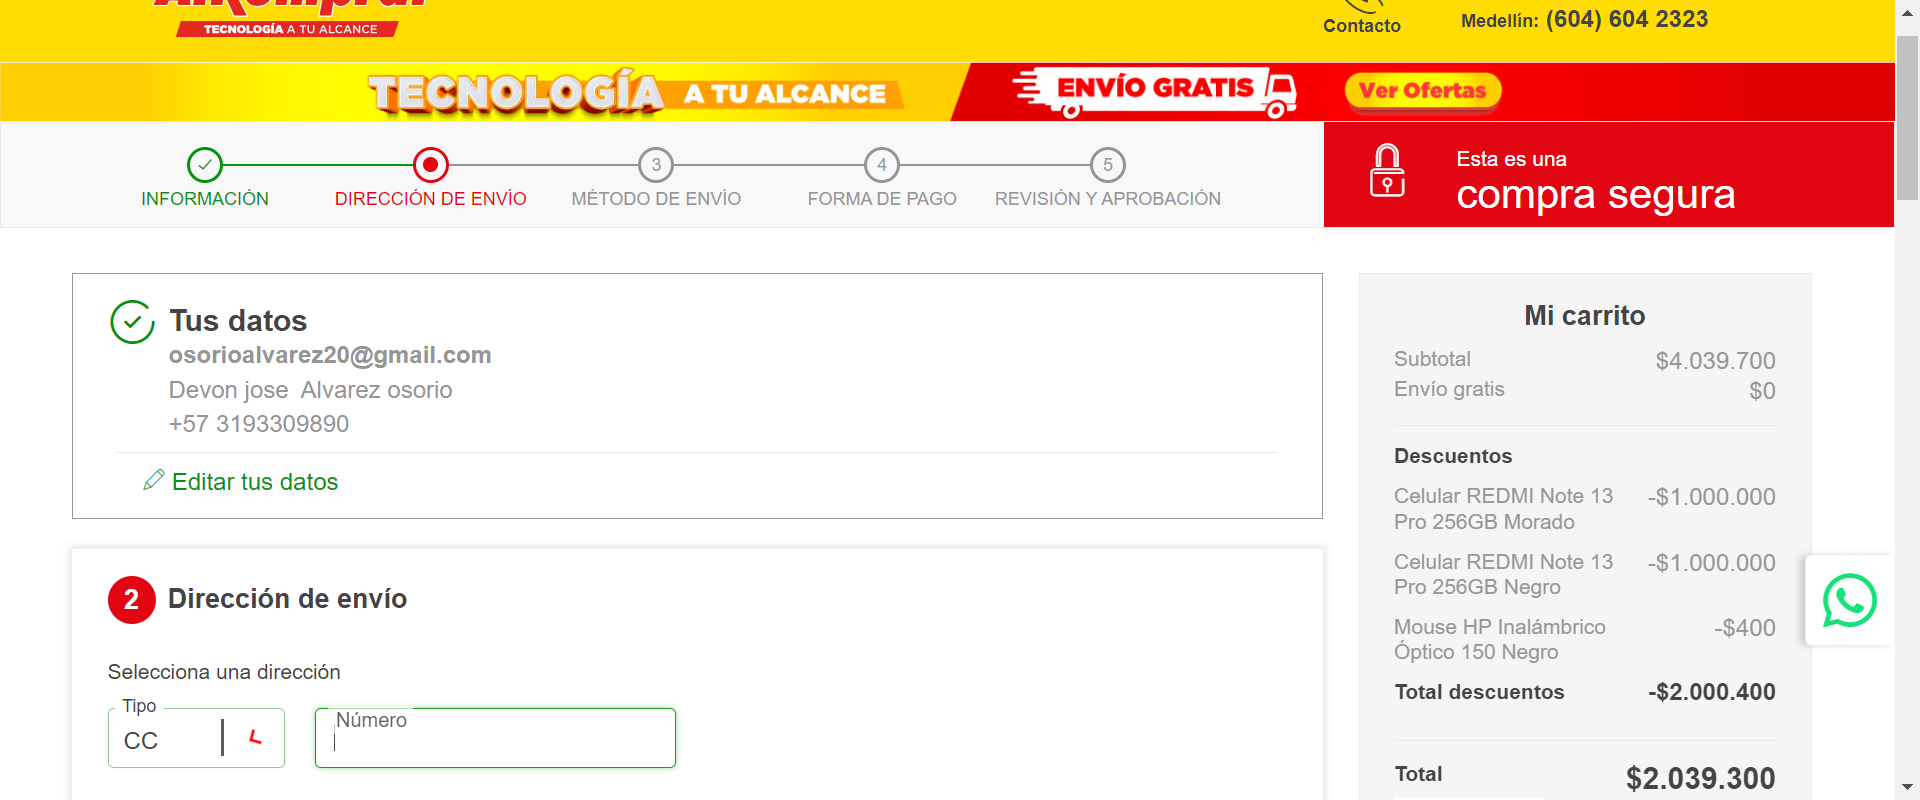 TECNOLOGÍA A TU ALCANCE
Contacto
Medellín: (604) 604 2323
TECNOLOGÍA A TU ALCANCE
ENVÍO GRATIS
Ver Ofertas
3
4
5
INFORMACIÓN
DIRECCIÓN DE ENVÍO
MÉTODO DE ENVÍO
FORMA DE PAGO
REVISIÓN Y APROBACIÓN
Esta es una
compra segura
Tus datos
osorioalvarez20@gmail.com
Devon jose  Alvarez osorio
+57 3193309890
Editar tus datos
2 Dirección de envío
Selecciona una dirección
Tipo
CC
Número
Mi carrito
Subtotal $4.039.700
Envío gratis $0
Descuentos
Celular REDMI Note 13 -$1.000.000
Pro 256GB Morado
Celular REDMI Note 13 -$1.000.000
Pro 256GB Negro
Mouse HP Inalámbrico -$400
Óptico 150 Negro
Total descuentos -$2.000.400
Total $2.039.300